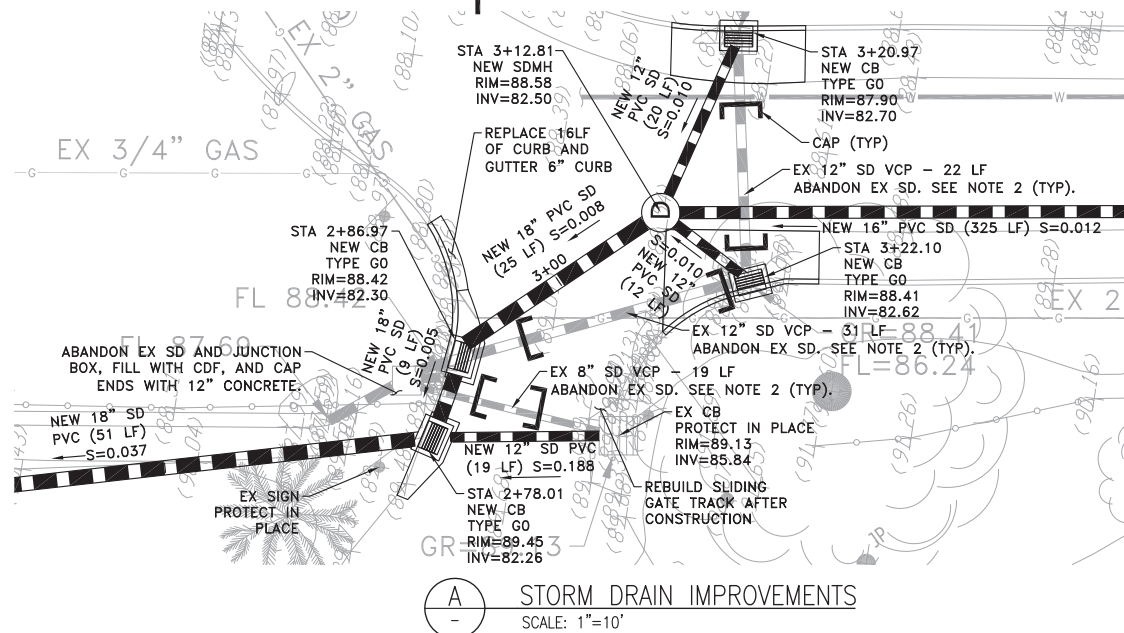 STA 3+12.81
NEW SDMH
RIM=88.58
INV=82.50
NEW 12"
PVC SD
(20 LF)
S=0.010
STA 3+20.97
NEW CB
TYPE GO
RIM=87.90
INV=82.70
CAP (TYP)
EX 2" GAS
EX 3/4" GAS
REPLACE 16LF
OF CURB AND
GUTTER 6" CURB
EX 12" SD VCP - 22 LF
ABANDON EX SD. SEE NOTE 2 (TYP).
D
NEW 16" PVC SD (325 LF) S=0.012
NEW 18" PVC SD
(25 LF) S=0.008
3+00
STA 2+86.97
NEW CB
TYPE GO
RIM=88.42
INV=82.30
FL 88.42
S=0.010
NEW 12"
PVC SD
(12 LF)
STA 3+22.10
NEW CB
TYPE GO
RIM=88.41
INV=82.62
EX 2
GR=88.41
FL=86.24
EX 12" SD VCP - 31 LF
ABANDON EX SD. SEE NOTE 2 (TYP).
FL 87.69
NEW 18"
PVC SD
(9 LF)
S=0.005
ABANDON EX SD AND JUNCTION
BOX, FILL WITH CDF, AND CAP
ENDS WITH 12" CONCRETE.
EX 8" SD VCP - 19 LF
ABANDON EX SD. SEE NOTE 2 (TYP).
EX CB
PROTECT IN PLACE
RIM=89.13
INV=85.84
NEW 18" SD
PVC (51 LF)
S=0.037
NEW 12" SD PVC
(19 LF) S=0.188
EX SIGN
PROTECT IN
PLACE
STA 2+78.01
NEW CB
TYPE GO
RIM=89.45
INV=82.26
REBUILD SLIDING
GATE TRACK AFTER
CONSTRUCTION
JP
A
-
STORM DRAIN IMPROVEMENTS
SCALE: 1"=10'